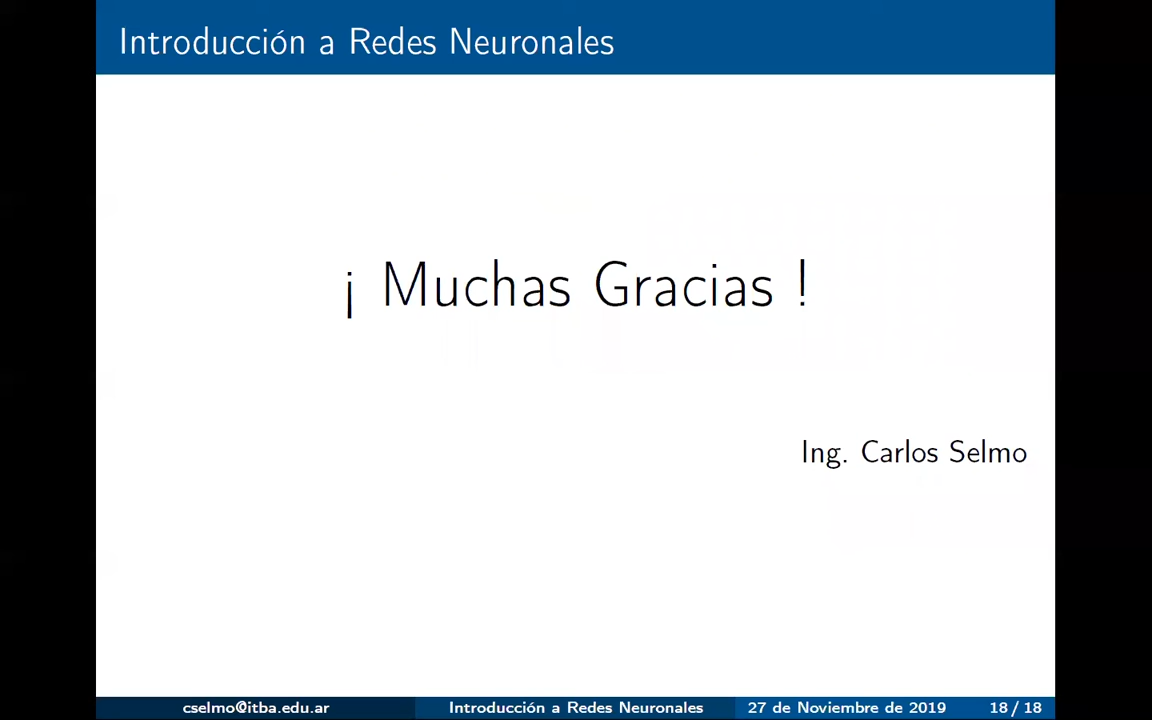 Introducción a Redes Neuronales
¡ Muchas Gracias !
Ing. Carlos Selmo
cselmo@itba.edu.ar Introducción a Redes Neuronales 27 de Noviembre de 2019 18 / 18